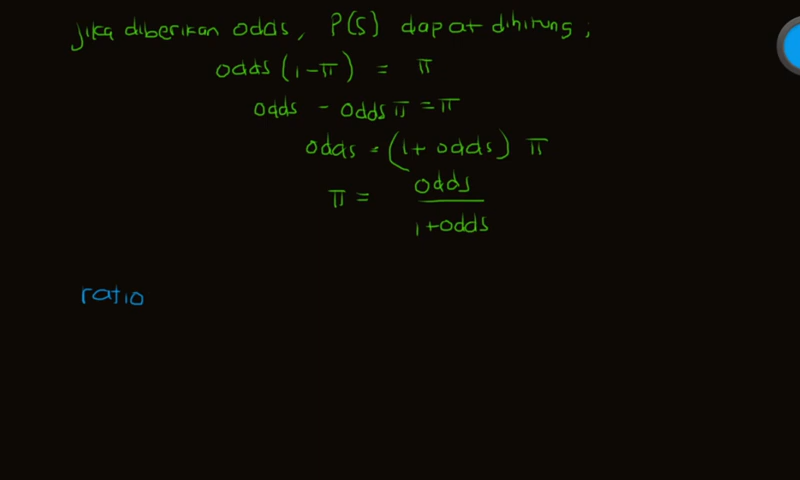 jika diberikan odds, P(S) dapat dihitung;
odds (1-π) = π
odds - odds π = π
odds = (1 + odds) π
π = odds / 1+odds
ratio